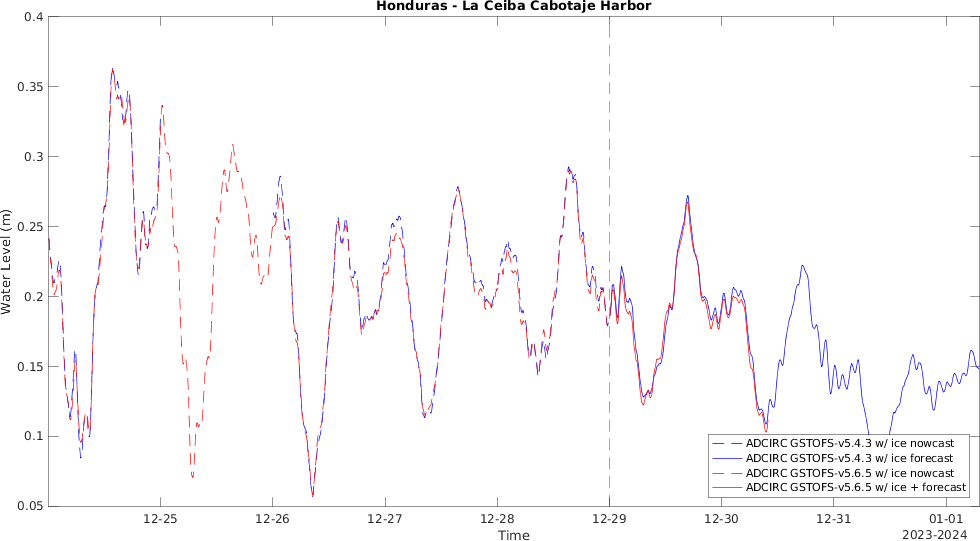 Honduras - La Ceiba Cabotaje Harbor
0.4
0.35
0.3
0.25
0.2
0.15
0.1
0.05
Water Level (m)
12-25 12-26 12-27 12-28 12-29 12-30 12-31 01-01
Time
2023-2024
ADCIRC GSTOFS-v5.4.3 w/ ice nowcast
ADCIRC GSTOFS-v5.4.3 w/ ice forecast
ADCIRC GSTOFS-v5.6.5 w/ ice nowcast
ADCIRC GSTOFS-v5.6.5 w/ ice + forecast